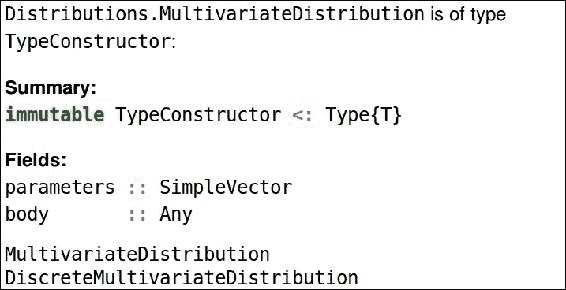 Distributions.MultivariateDistribution is of type
TypeConstructor:
Summary:
immutable TypeConstructor <: Type{T}
Fields:
parameters :: SimpleVector
body :: Any
MultivariateDistribution
DiscreteMultivariateDistribution